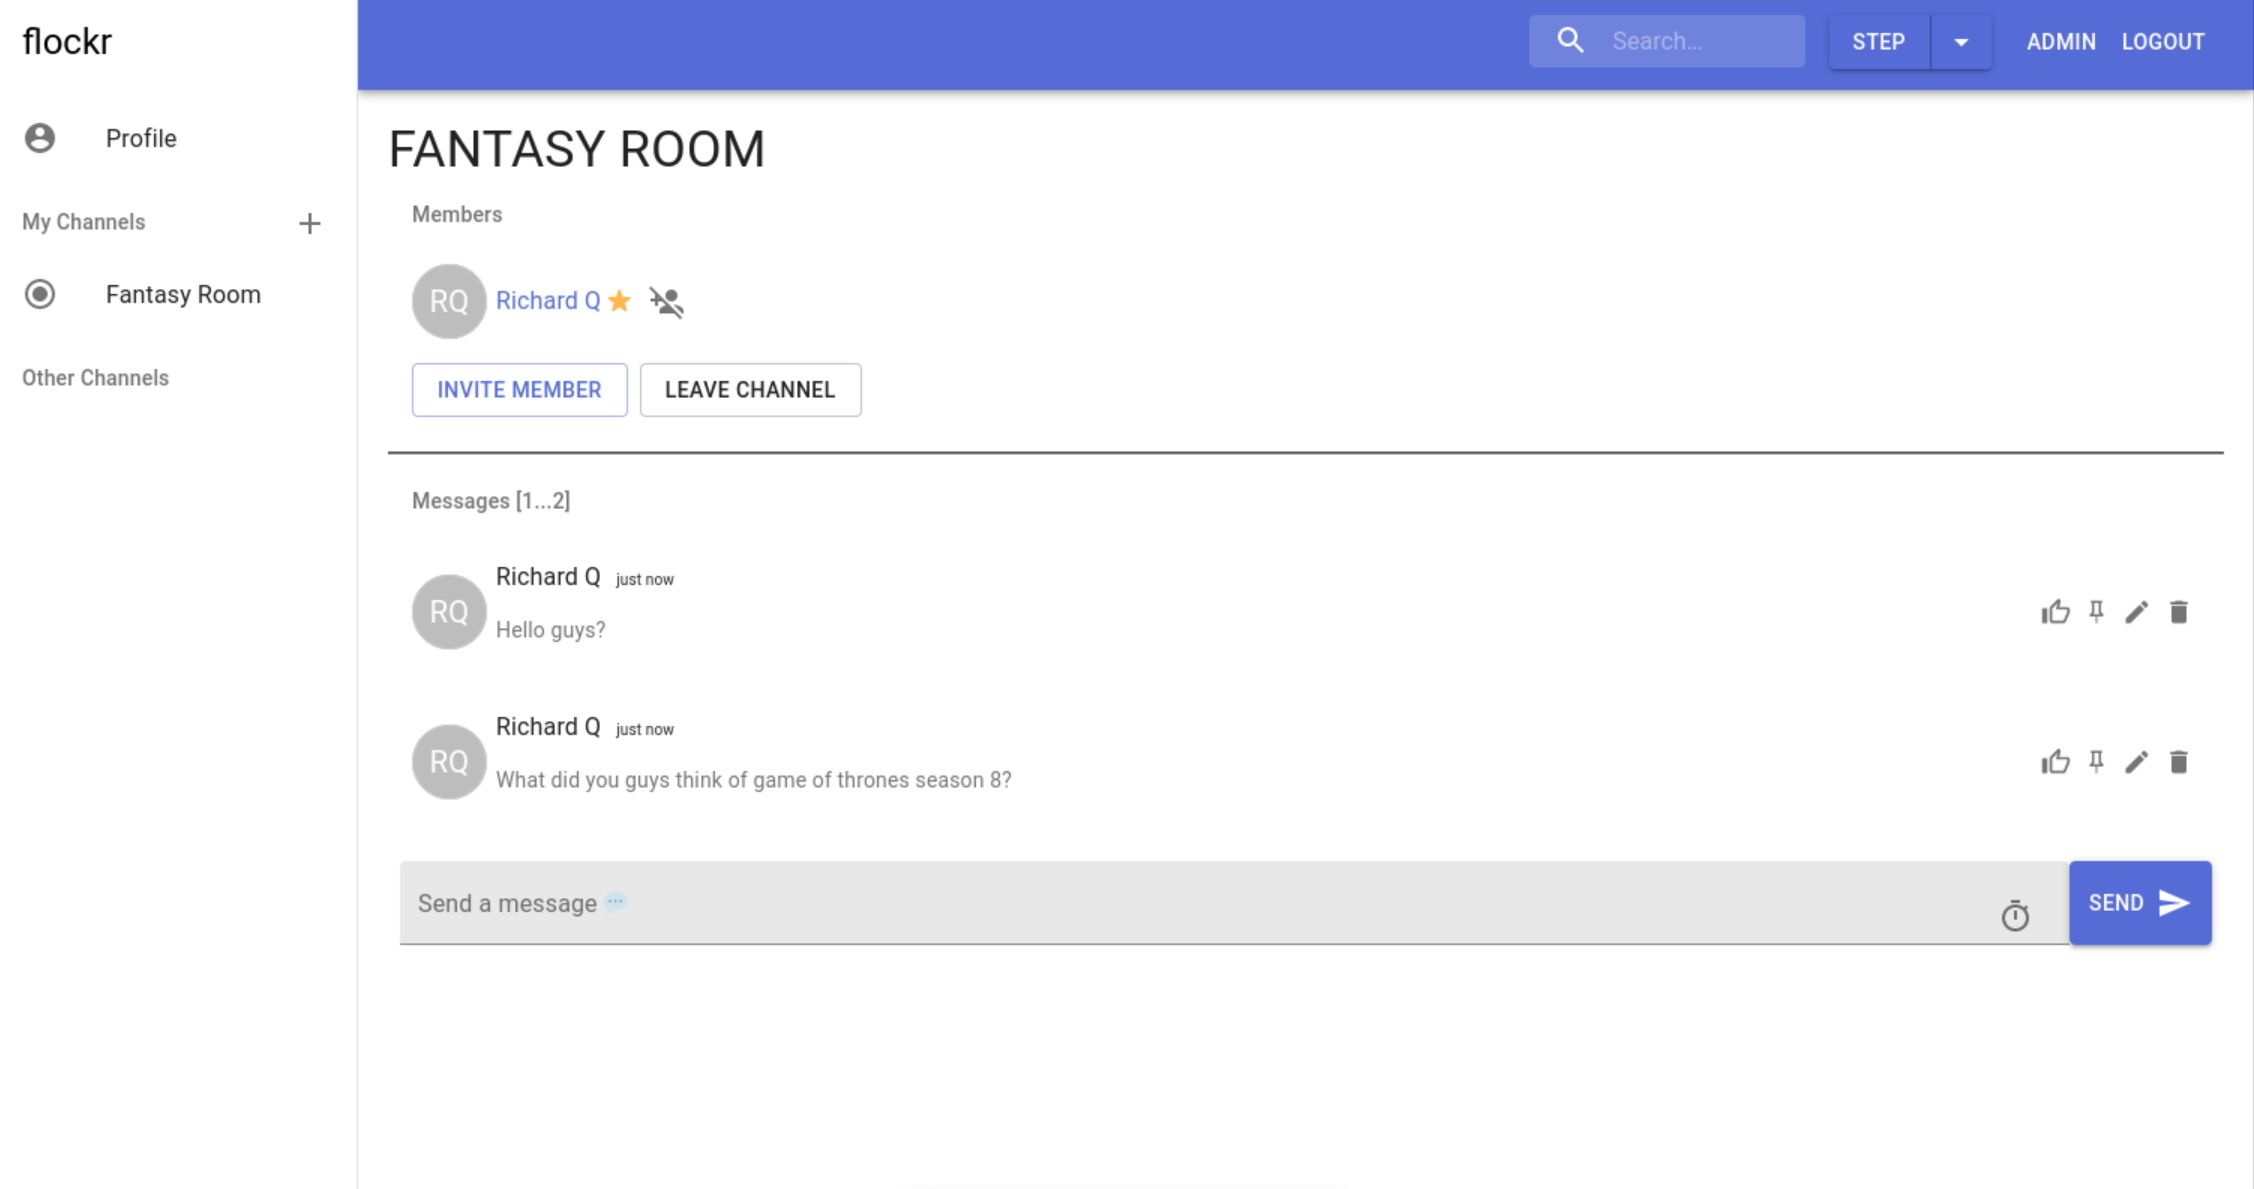 flockr
Search...
STEP
ADMIN
LOGOUT
Profile
My Channels
Fantasy Room
Other Channels
FANTASY ROOM
Members
RQ
Richard Q
INVITE MEMBER
LEAVE CHANNEL
Messages [1...2]
RQ
Richard Q just now
Hello guys?
RQ
Richard Q just now
What did you guys think of game of thrones season 8?
Send a message 💬
SEND